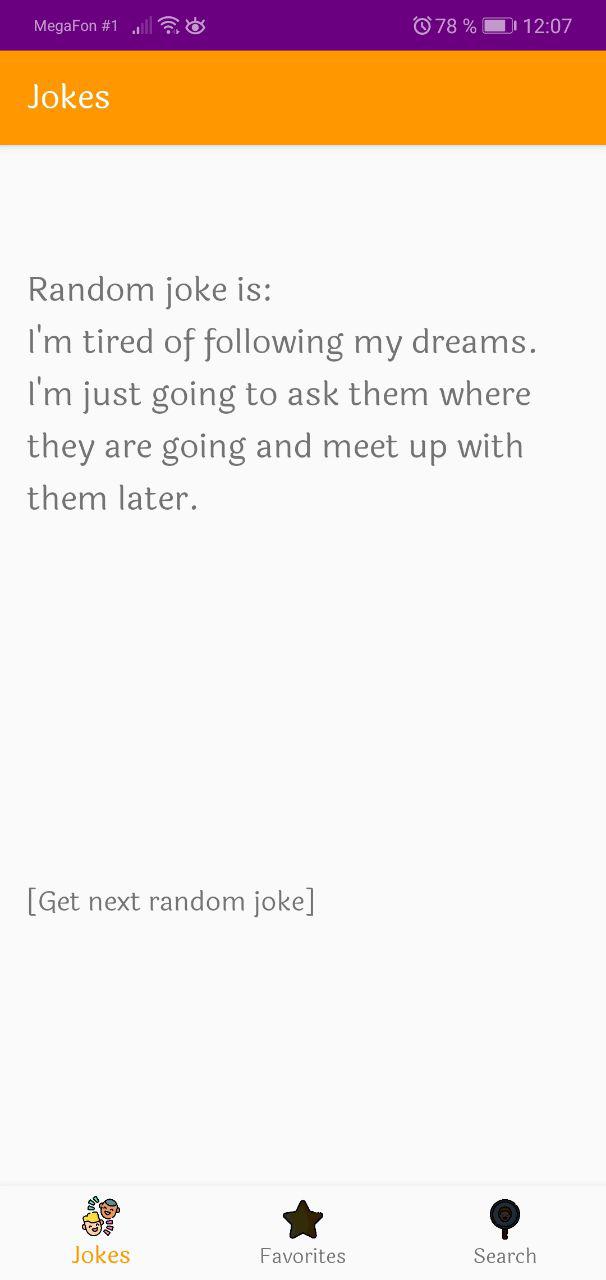 MegaFon #1 78 % 12:07
Jokes
Random joke is:
I'm tired of following my dreams.
I'm just going to ask them where
they are going and meet up with
them later.
[Get next random joke]
Jokes Favorites Search